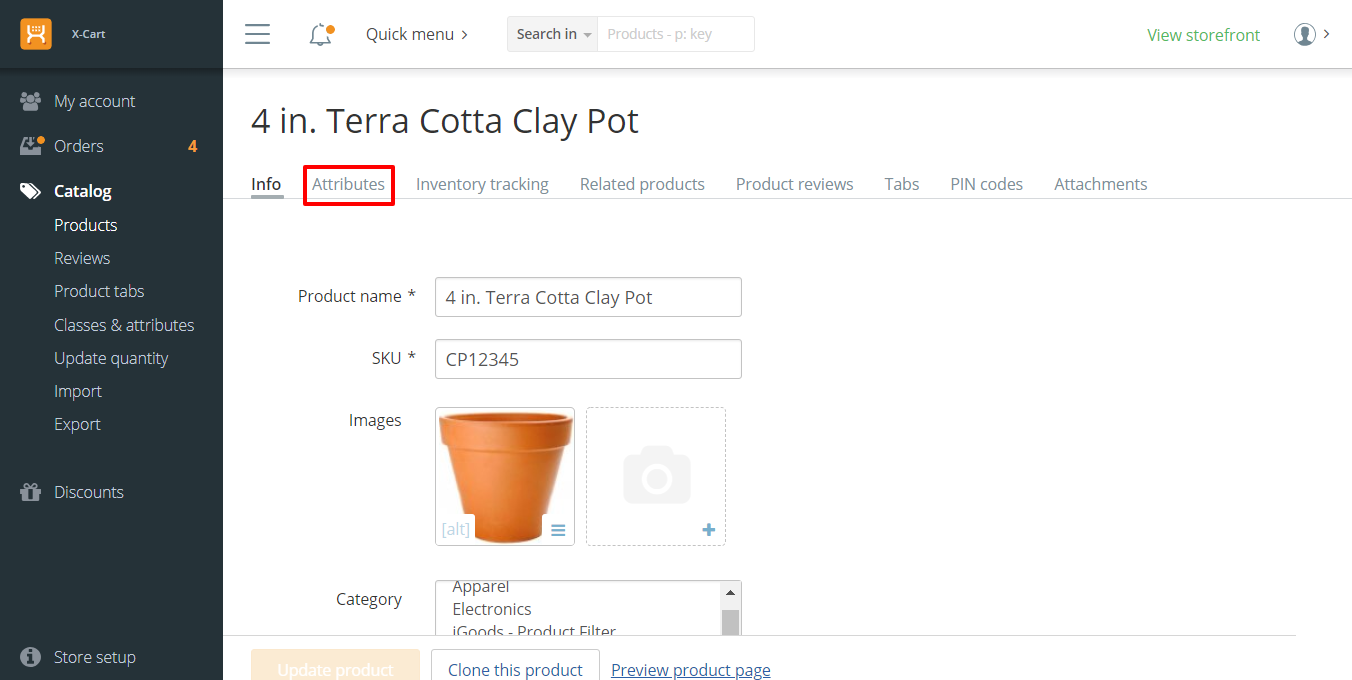 X-Cart
Quick menu
Search in
Products - p: key
View storefront
My account
Orders 4
Catalog
Products
Reviews
Product tabs
Classes & attributes
Update quantity
Import
Export
Discounts
Store setup
4 in. Terra Cotta Clay Pot
Info Attributes Inventory tracking Related products Product reviews Tabs PIN codes Attachments
Product name * 4 in. Terra Cotta Clay Pot
SKU * CP12345
Images
[alt]
Category
Apparel
Electronics
iGoods - Product Filter
Update product Clone this product Preview product page